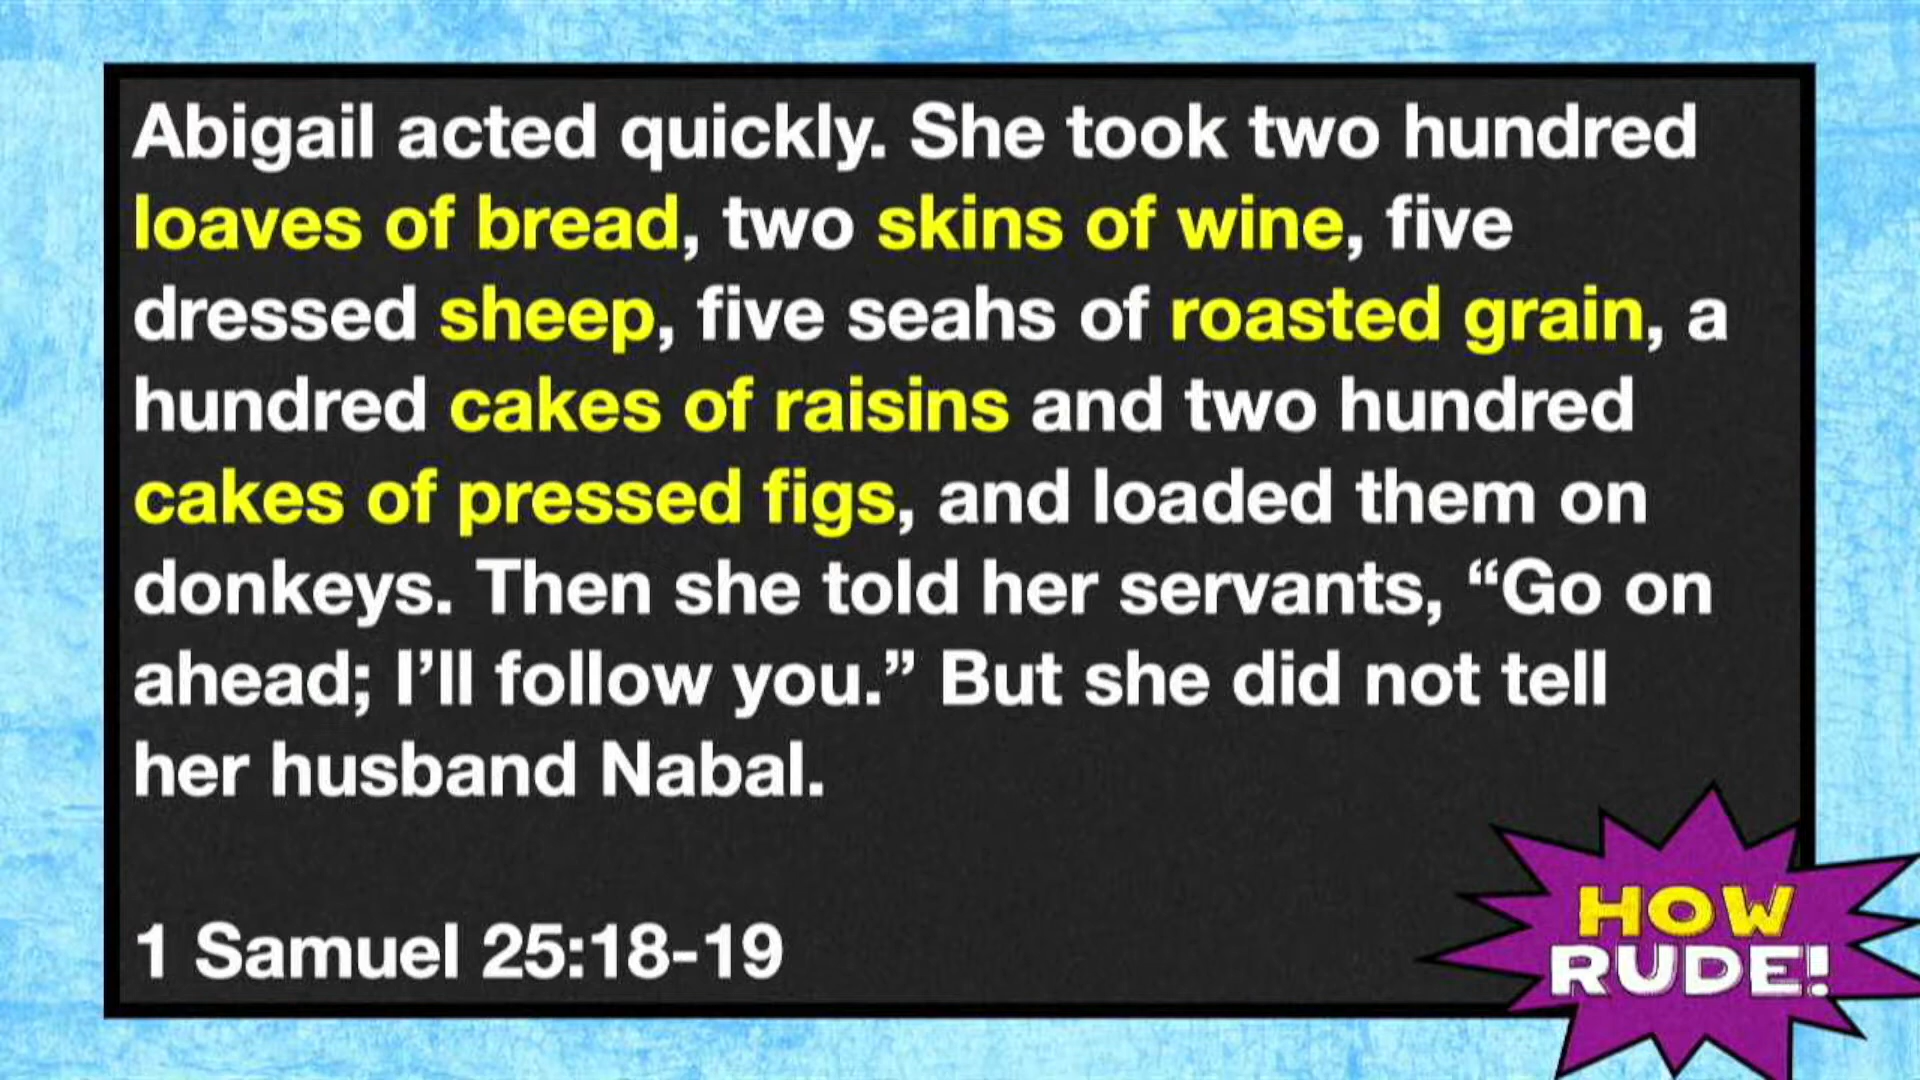 Abigail acted quickly. She took two hundred
loaves of bread, two skins of wine, five
dressed sheep, five seahs of roasted grain, a
hundred cakes of raisins and two hundred
cakes of pressed figs, and loaded them on
donkeys. Then she told her servants, “Go on
ahead; I’ll follow you.” But she did not tell
her husband Nabal.
1 Samuel 25:18-19
HOW
RUDE!